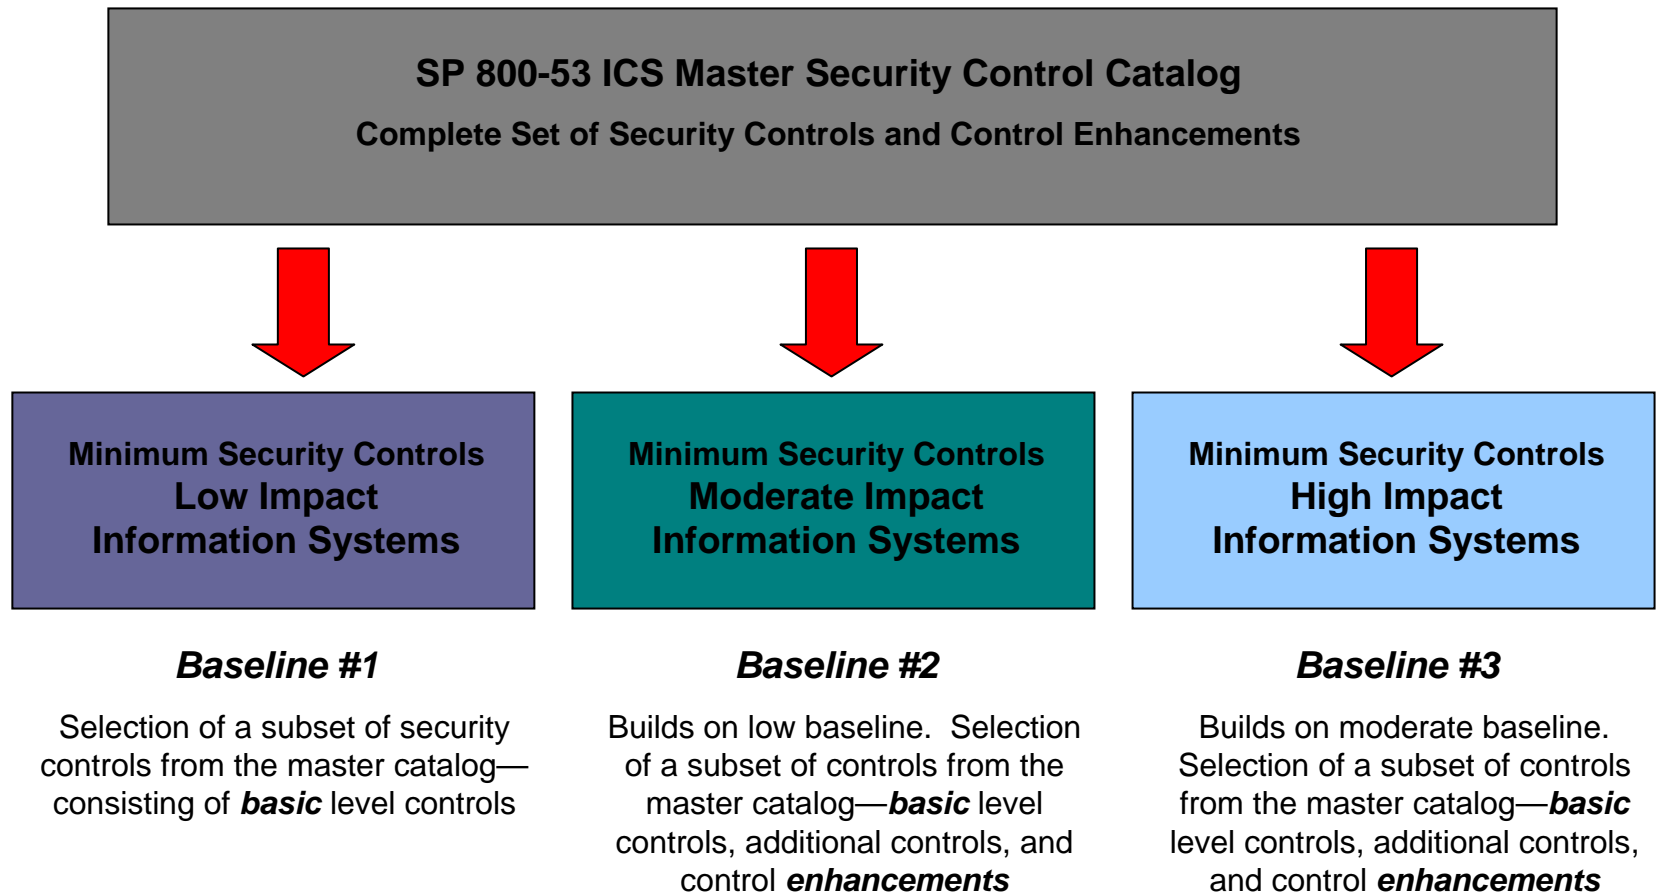 SP 800-53 ICS Master Security Control Catalog
Complete Set of Security Controls and Control Enhancements
Minimum Security Controls
Low Impact
Information Systems
Minimum Security Controls
Moderate Impact
Information Systems
Minimum Security Controls
High Impact
Information Systems
Baseline #1
Selection of a subset of security
controls from the master catalog—
consisting of basic level controls
Baseline #2
Builds on low baseline.  Selection
of a subset of controls from the
master catalog—basic level
controls, additional controls, and
control enhancements
Baseline #3
Builds on moderate baseline.
Selection of a subset of controls
from the master catalog—basic
level controls, additional controls,
and control enhancements